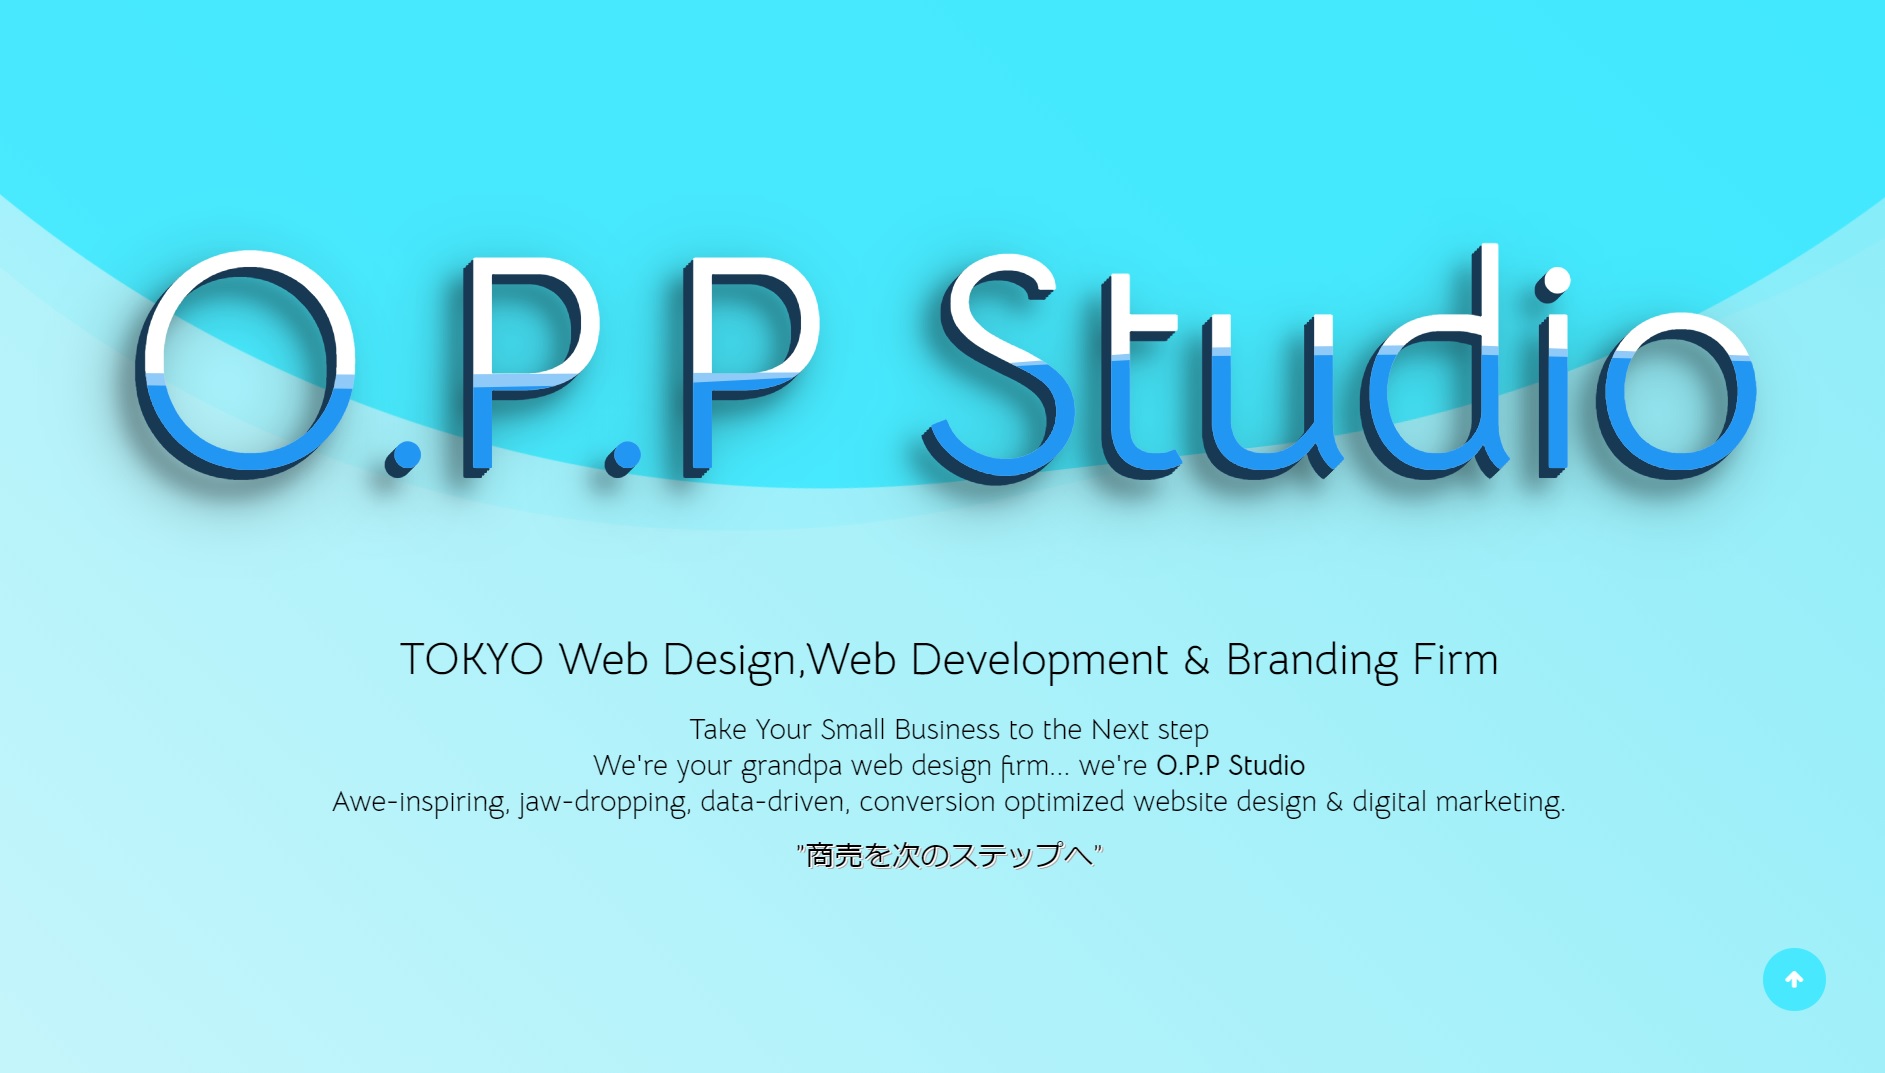 O.P.P Studio
TOKYO Web Design,Web Development & Branding Firm
Take Your Small Business to the Next step
We're your grandpa web design firm... we're O.P.P Studio
Awe-inspiring, jaw-dropping, data-driven, conversion optimized website design & digital marketing.
"商売を次のステップへ"